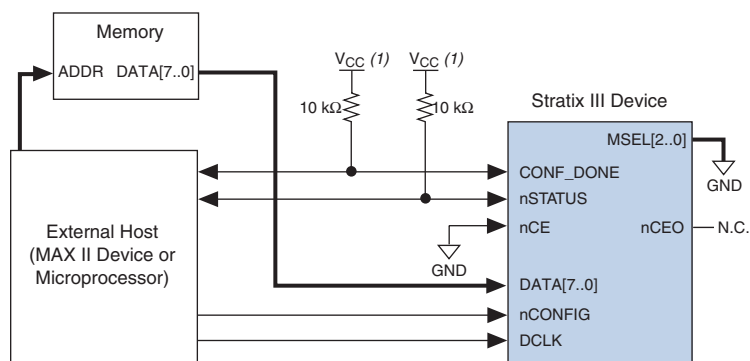 Memory
ADDR DATA[7..0]
VCC (1) VCC (1)
10 kΩ 10 kΩ
Stratix III Device
MSEL[2..0]
GND
CONF_DONE
nSTATUS
nCE
nCEO N.C.
GND
External Host
(MAX II Device or
Microprocessor)
DATA[7..0]
nCONFIG
DCLK